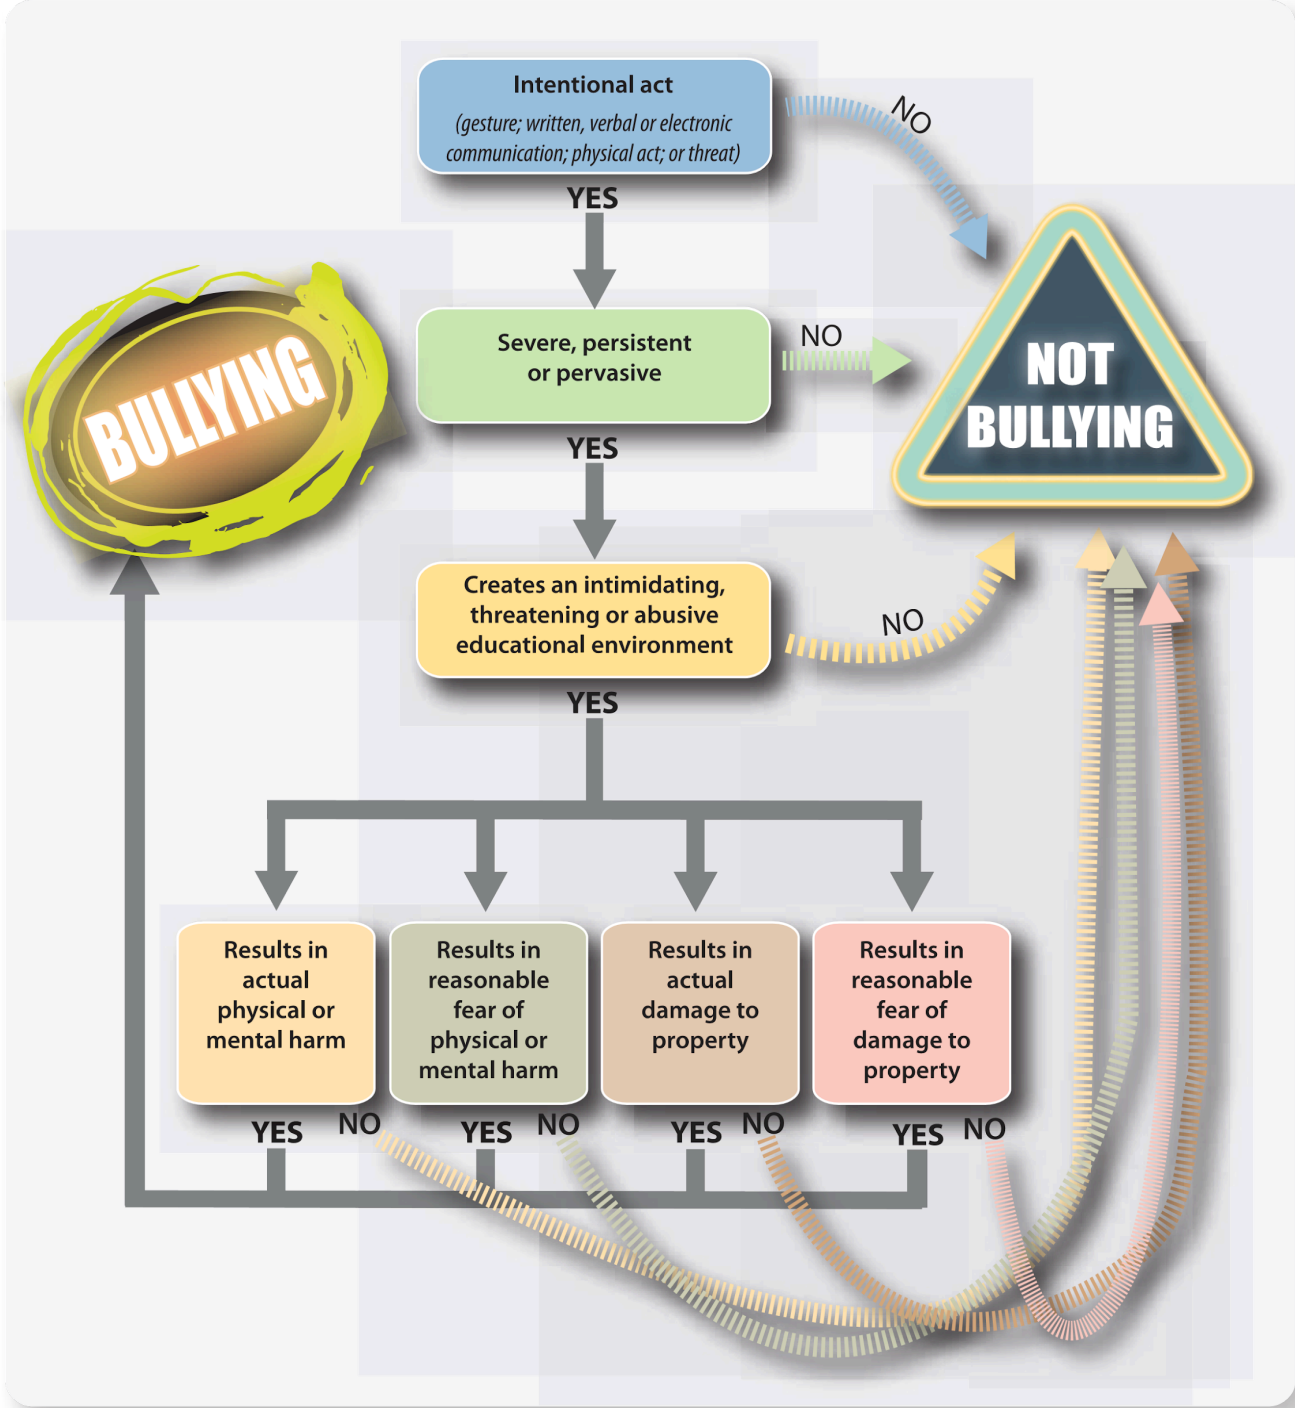 Intentional act
(gesture; written, verbal or electronic
communication; physical act; or threat)
NO
YES
BULLYING
Severe, persistent
or pervasive
NO
NOT
BULLYING
YES
Creates an intimidating,
threatening or abusive
educational environment
NO
YES
Results in
actual
physical or
mental harm
Results in
reasonable
fear of
physical or
mental harm
Results in
actual
damage to
property
Results in
reasonable
fear of
damage to
property
YES NO YES NO YES NO YES NO